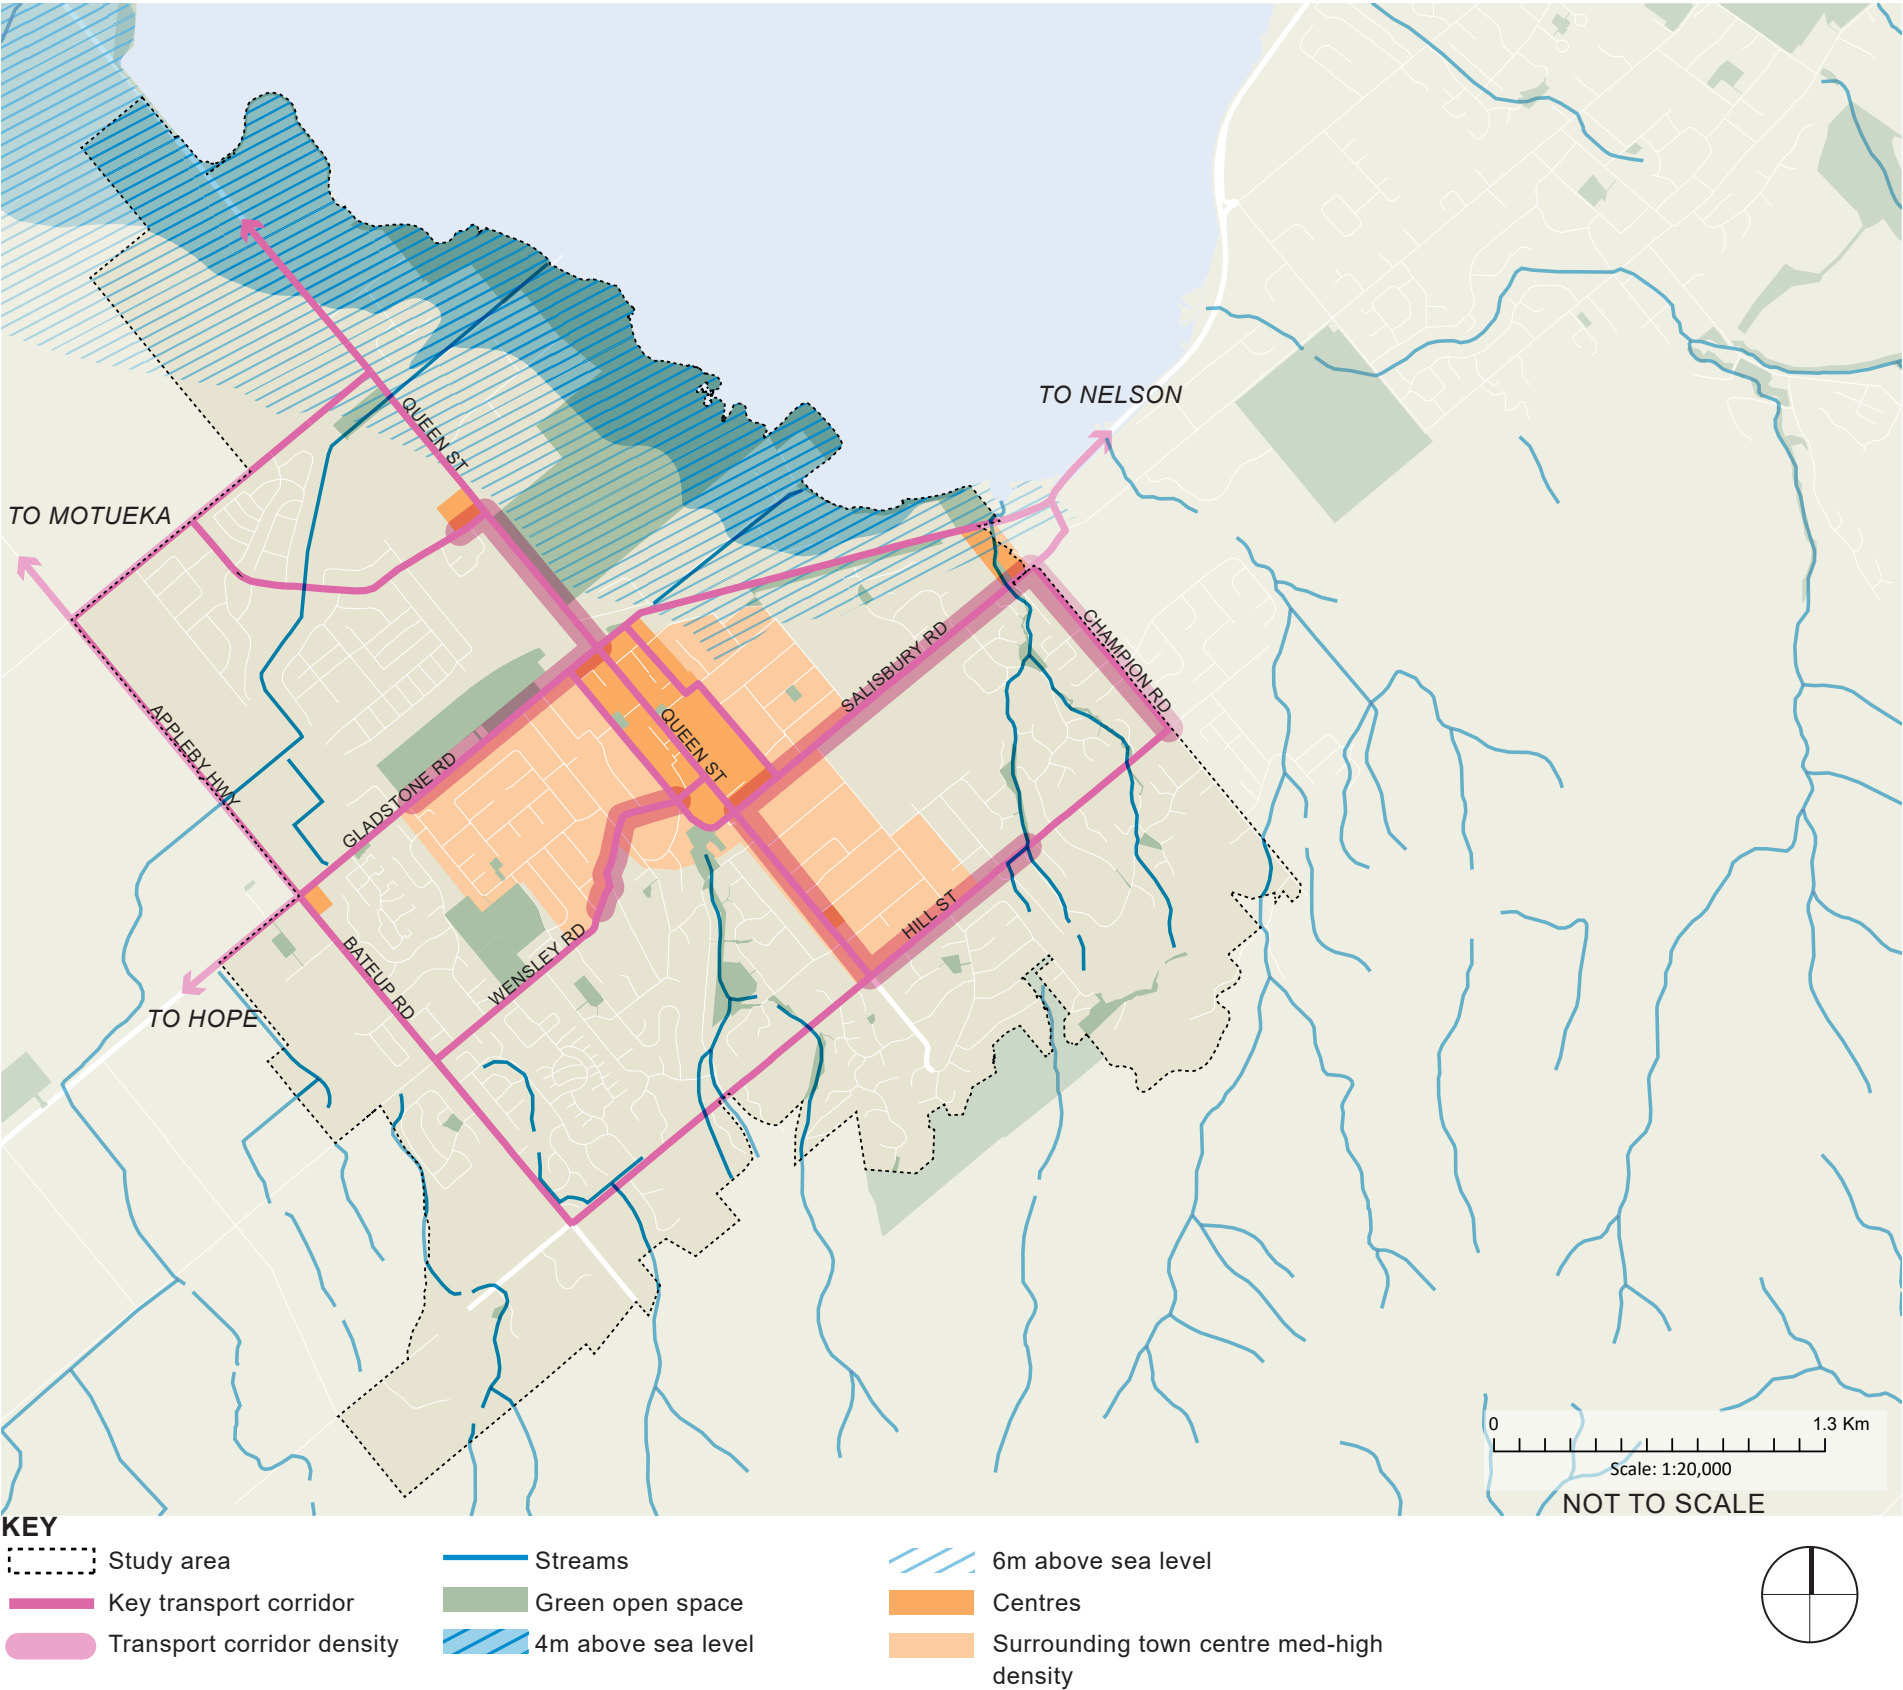 TO NELSON
QUEEN ST
TO MOTUEKA
CHAMPION RD
SALISBURY RD
APPLEBY HWY
QUEEN ST
GLADSTONE RD
HILL ST
WENSLEY RD
BATEUP RD
TO HOPE
0 1.3 Km
Scale: 1:20,000
NOT TO SCALE
KEY
Study area
Key transport corridor
Transport corridor density
Streams
Green open space
4m above sea level
6m above sea level
Centres
Surrounding town centre med-high
density